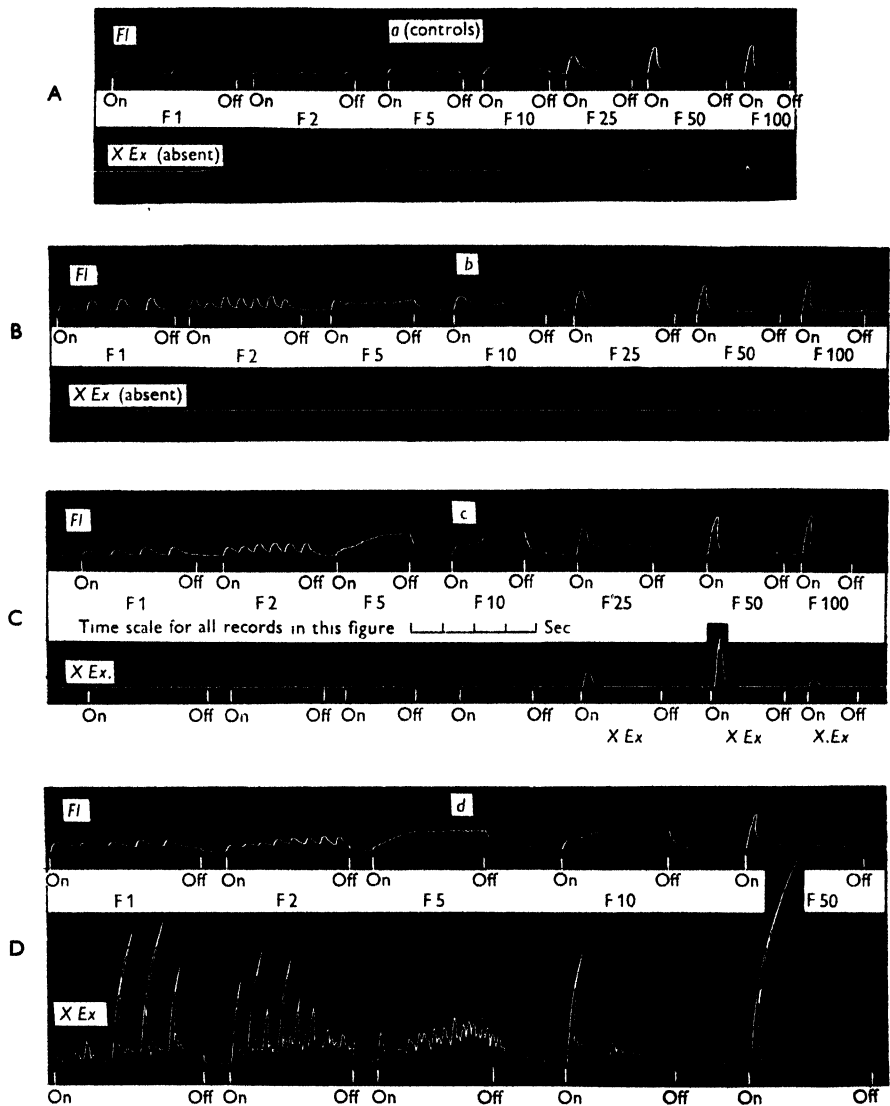 Fl a (controls)
A
On Off On Off On Off On Off On Off On Off On Off
F 1 F 2 F 5 F 10 F 25 F 50 F 100
X Ex (absent)
Fl b
B
On Off On Off On Off On Off On Off On Off On Off
F 1 F 2 F 5 F 10 F 25 F 50 F 100
X Ex (absent)
Fl c
On Off On Off On Off On Off On Off On Off On Off
F 1 F 2 F 5 F 10 F 25 F 50 F 100
C
Time scale for all records in this figure Sec
X Ex.
On Off On Off On Off On Off On Off On Off On Off
X Ex X Ex X.Ex
Fl d
On Off On Off On Off On Off On Off
F 1 F 2 F 5 F 10 F 50
D
X Ex
On Off On Off On Off On Off On Off